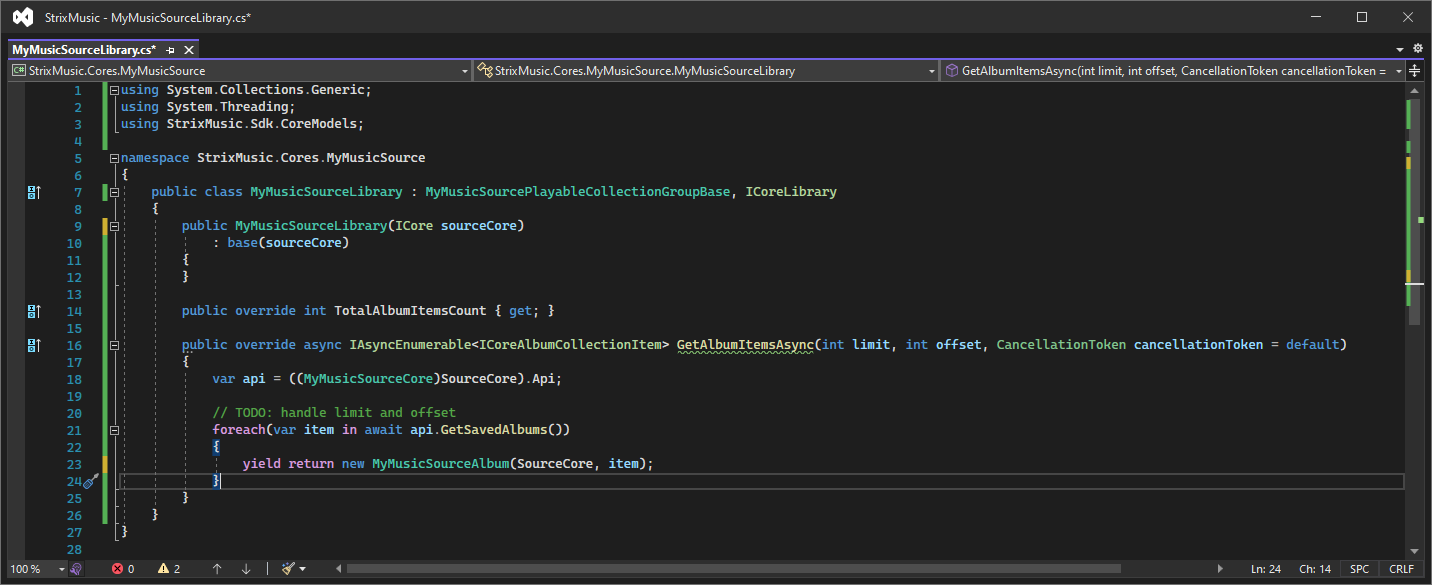 StrixMusic - MyMusicSourceLibrary.cs*
MyMusicSourceLibrary.cs*
C# StrixMusic.Cores.MyMusicSource StrixMusic.Cores.MyMusicSource.MyMusicSourceLibrary GetAlbumItemsAsync(int limit, int offset, CancellationToken cancellationToken =
1 using System.Collections.Generic;
2 using System.Threading;
3 using StrixMusic.Sdk.CoreModels;
4
5 namespace StrixMusic.Cores.MyMusicSource
6 {
7 public class MyMusicSourceLibrary : MyMusicSourcePlayableCollectionGroupBase, ICoreLibrary
8 {
9 public MyMusicSourceLibrary(ICore sourceCore)
10 : base(sourceCore)
11 {
12 }
13
14 public override int TotalAlbumItemsCount { get; }
15
16 public override async IAsyncEnumerable<ICoreAlbumCollectionItem> GetAlbumItemsAsync(int limit, int offset, CancellationToken cancellationToken = default)
17 {
18 var api = ((MyMusicSourceCore)SourceCore).Api;
19
20 // TODO: handle limit and offset
21 foreach(var item in await api.GetSavedAlbums())
22 {
23 yield return new MyMusicSourceAlbum(SourceCore, item);
24 }
25 }
26 }
27 }
28
100 % 0 2 Ln: 24 Ch: 14 SPC CRLF